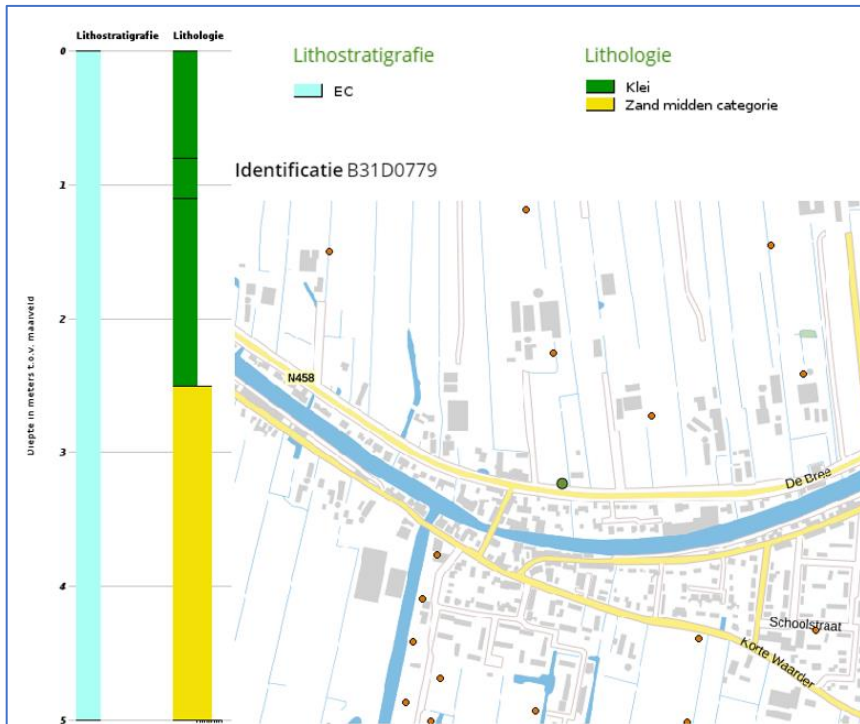 Lithostratigrafie Lithologie
0
1
2
3
4
5
Diepte in meters t.o.v. maaiveld
Lithostratigrafie
EC
Lithologie
Klei
Zand midden categorie
Identificatie B31D0779
N458
De Bree
Schoolstraat
Korte Waarder